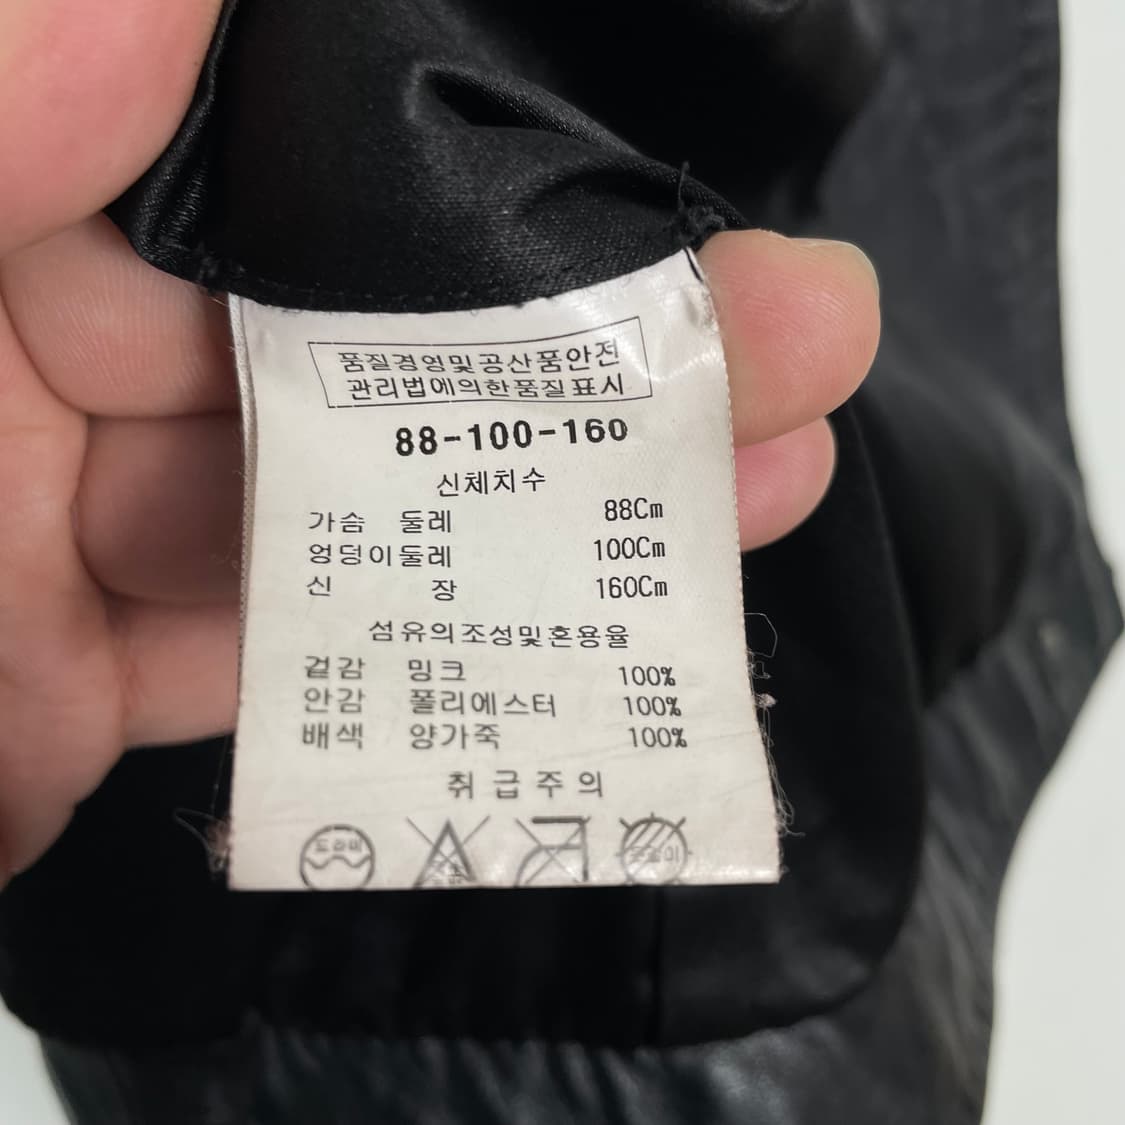 품질경영및공산품안전
관리법에의한품질표시
88-100-160
신체치수
가슴 둘레 88Cm
엉덩이둘레 100Cm
신 장 160Cm
섬유의조성및혼용율
겉감 밍크 100%
안감 폴리에스터 100%
배색 양가죽 100%
취급주의
드라이